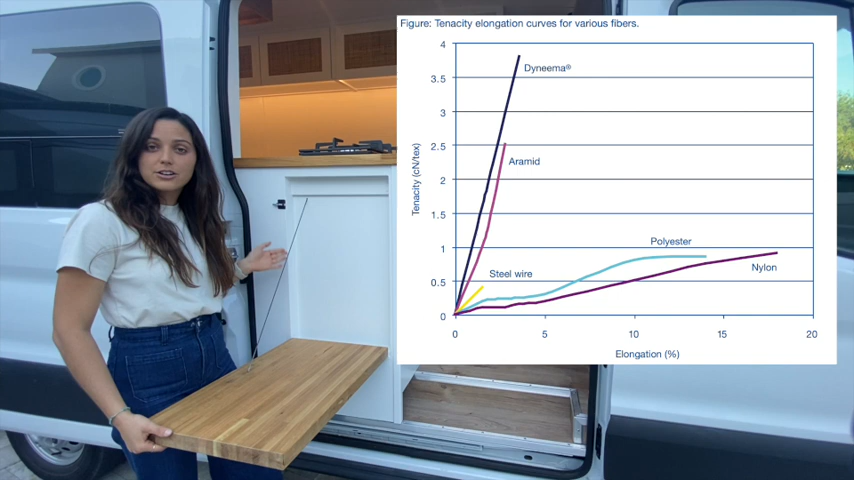 Figure: Tenacity elongation curves for various fibers.
4
Dyneema®
3.5
3
2.5
Aramid
2
Tenacity (cN/tex)
1.5
1
Polyester
Steel wire
Nylon
0.5
0
0
5
10
15
20
Elongation (%)